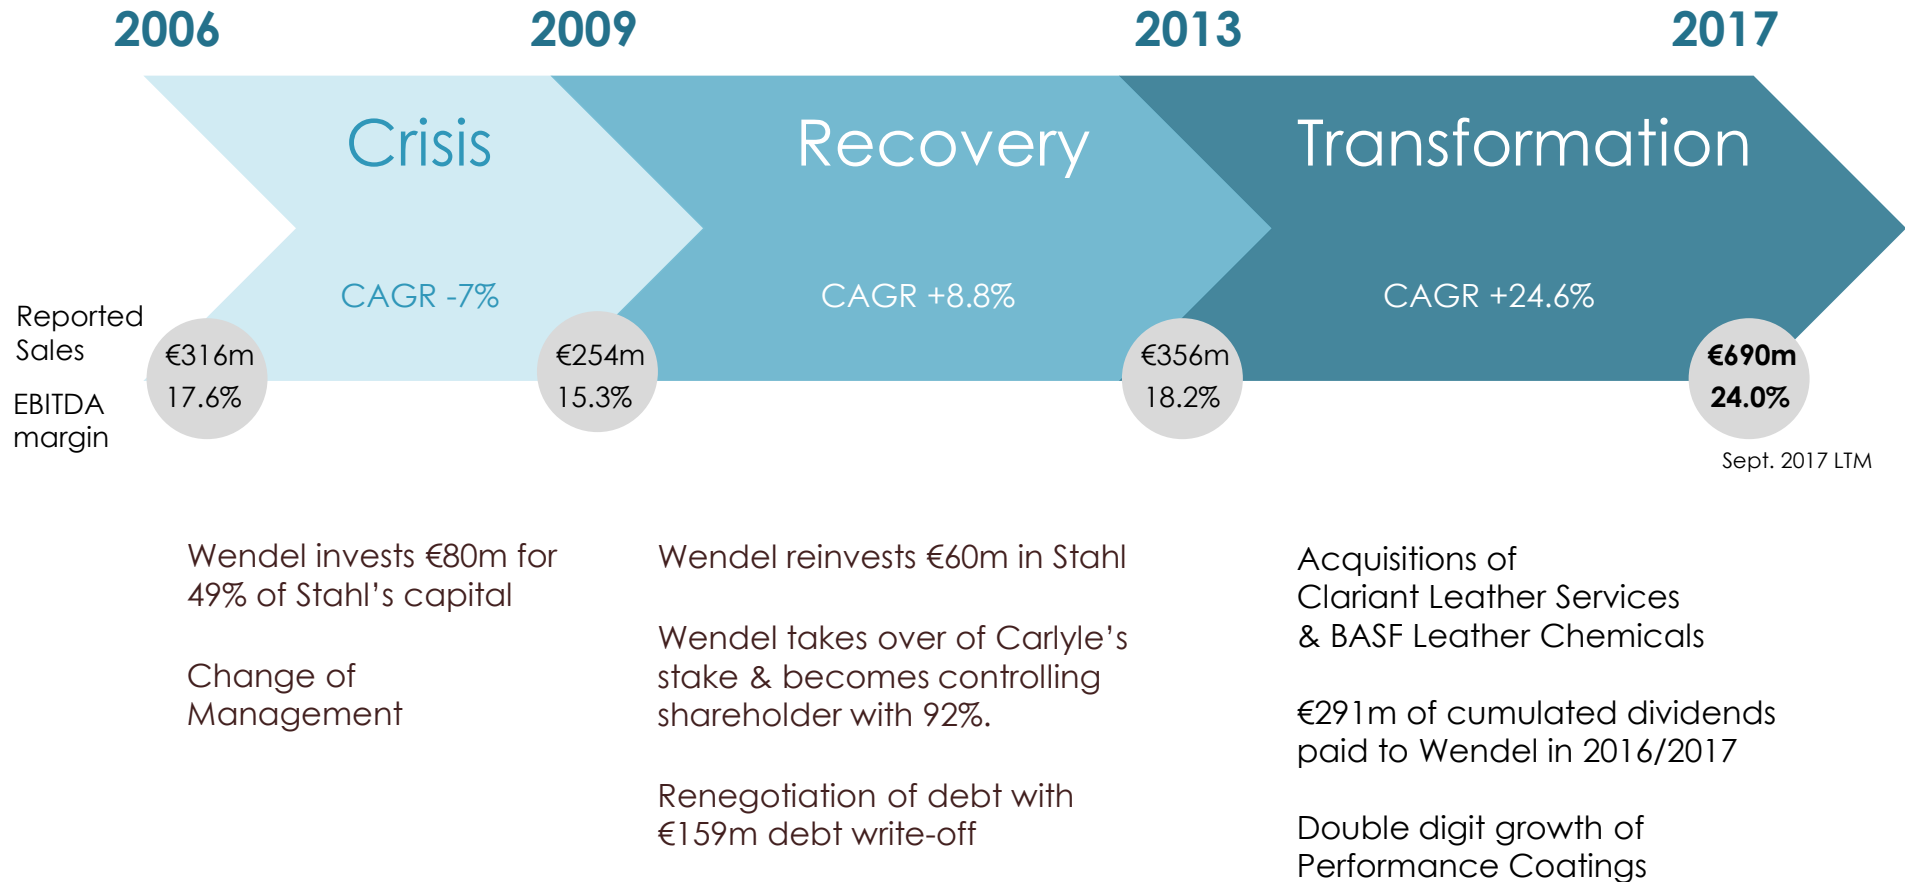 2006
2009
2013
2017
Crisis
Recovery
Transformation
CAGR -7%
CAGR +8.8%
CAGR +24.6%
Reported
Sales
EBITDA
margin
€316m
17.6%
€254m
15.3%
€356m
18.2%
€690m
24.0%
Sept. 2017 LTM
Wendel invests €80m for
49% of Stahl’s capital
Change of
Management
Wendel reinvests €60m in Stahl
Wendel takes over of Carlyle’s
stake & becomes controlling
shareholder with 92%.
Renegotiation of debt with
€159m debt write-off
Acquisitions of
Clariant Leather Services
& BASF Leather Chemicals
€291m of cumulated dividends
paid to Wendel in 2016/2017
Double digit growth of
Performance Coatings